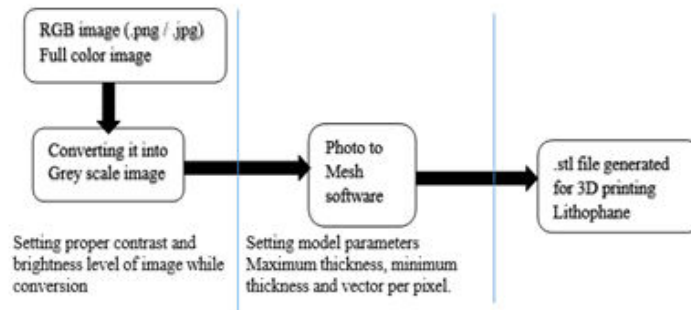 RGB image (.png / .jpg)
Full color image
Converting it into
Grey scale image
Setting proper contrast and
brightness level of image while
conversion
Photo to
Mesh
software
Setting model parameters
Maximum thickness, minimum
thickness and vector per pixel.
.stl file generated
for 3D printing
Lithophane